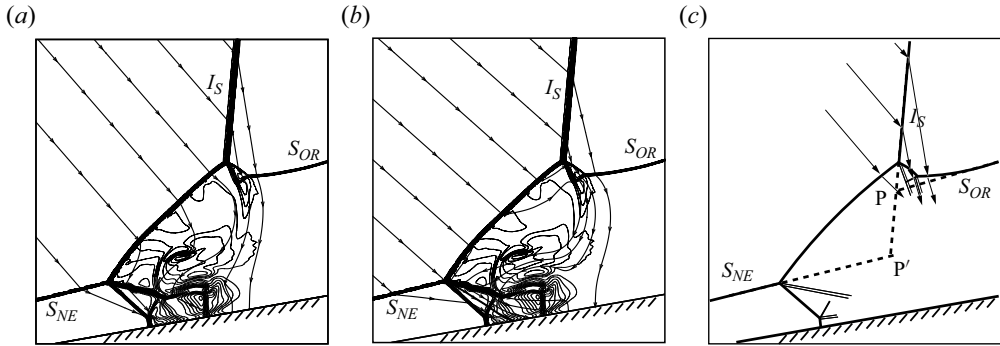 (a)
(b)
(c)
I_S
S_OR
S_NE
I_S
S_OR
S_NE
I_S
S_OR
P
P′
S_NE